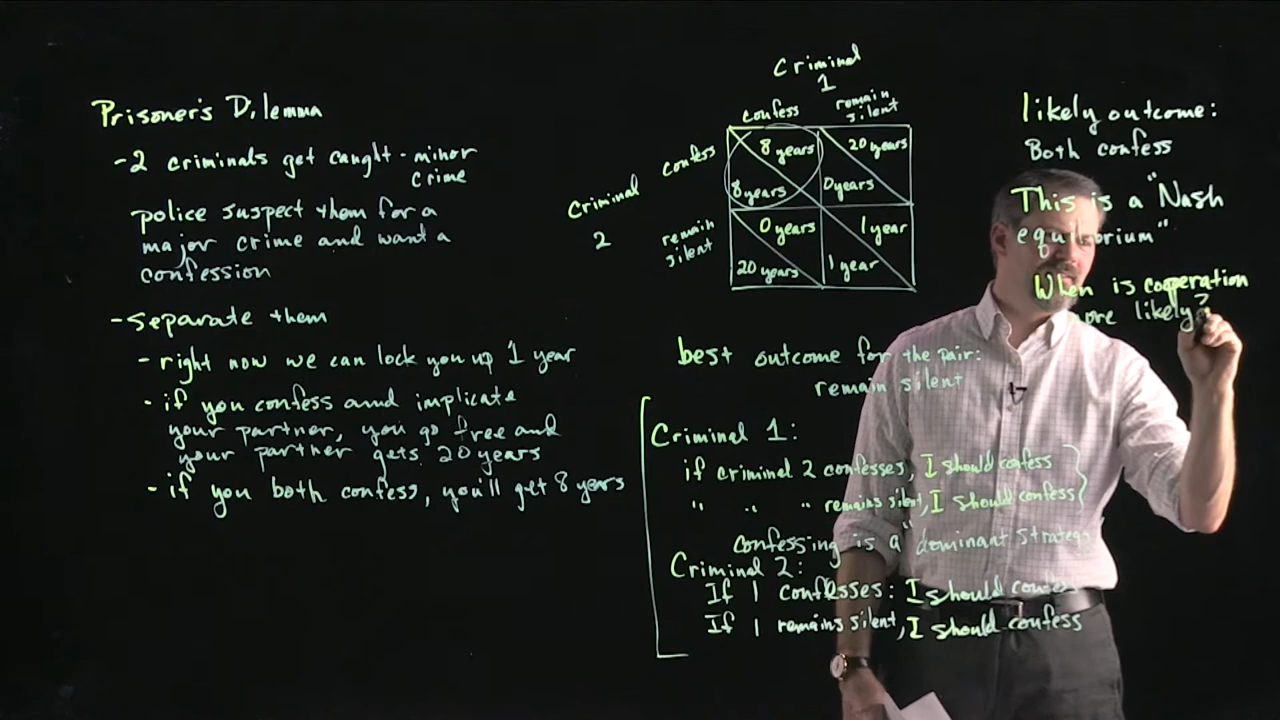 Prisoner's Dilemma
-2 criminals get caught - minor
crime
police suspect them for a
major crime and want a
confession
-separate them
- right now we can lock you up 1 year
- if you confess and implicate
your partner, you go free and
your partner gets 20 years
- if you both confess, you'll get 8 years
Criminal
1
confess
remain
silent
Criminal
2
confess
remain
silent
8 years
20 years
8 years
0 years
0 years
1 year
20 years
1 year
best outcome for the pair:
remain silent
Criminal 1:
if criminal 2 confesses, I should confess
" " " remains silent, I should confess
confessing is a "dominant strategy
Criminal 2:
If 1 confesses: I should confess
If 1 remains silent, I should confess
likely outcome:
Both confess
This is a "Nash
equilibrium"
When is cooperation
more likely?